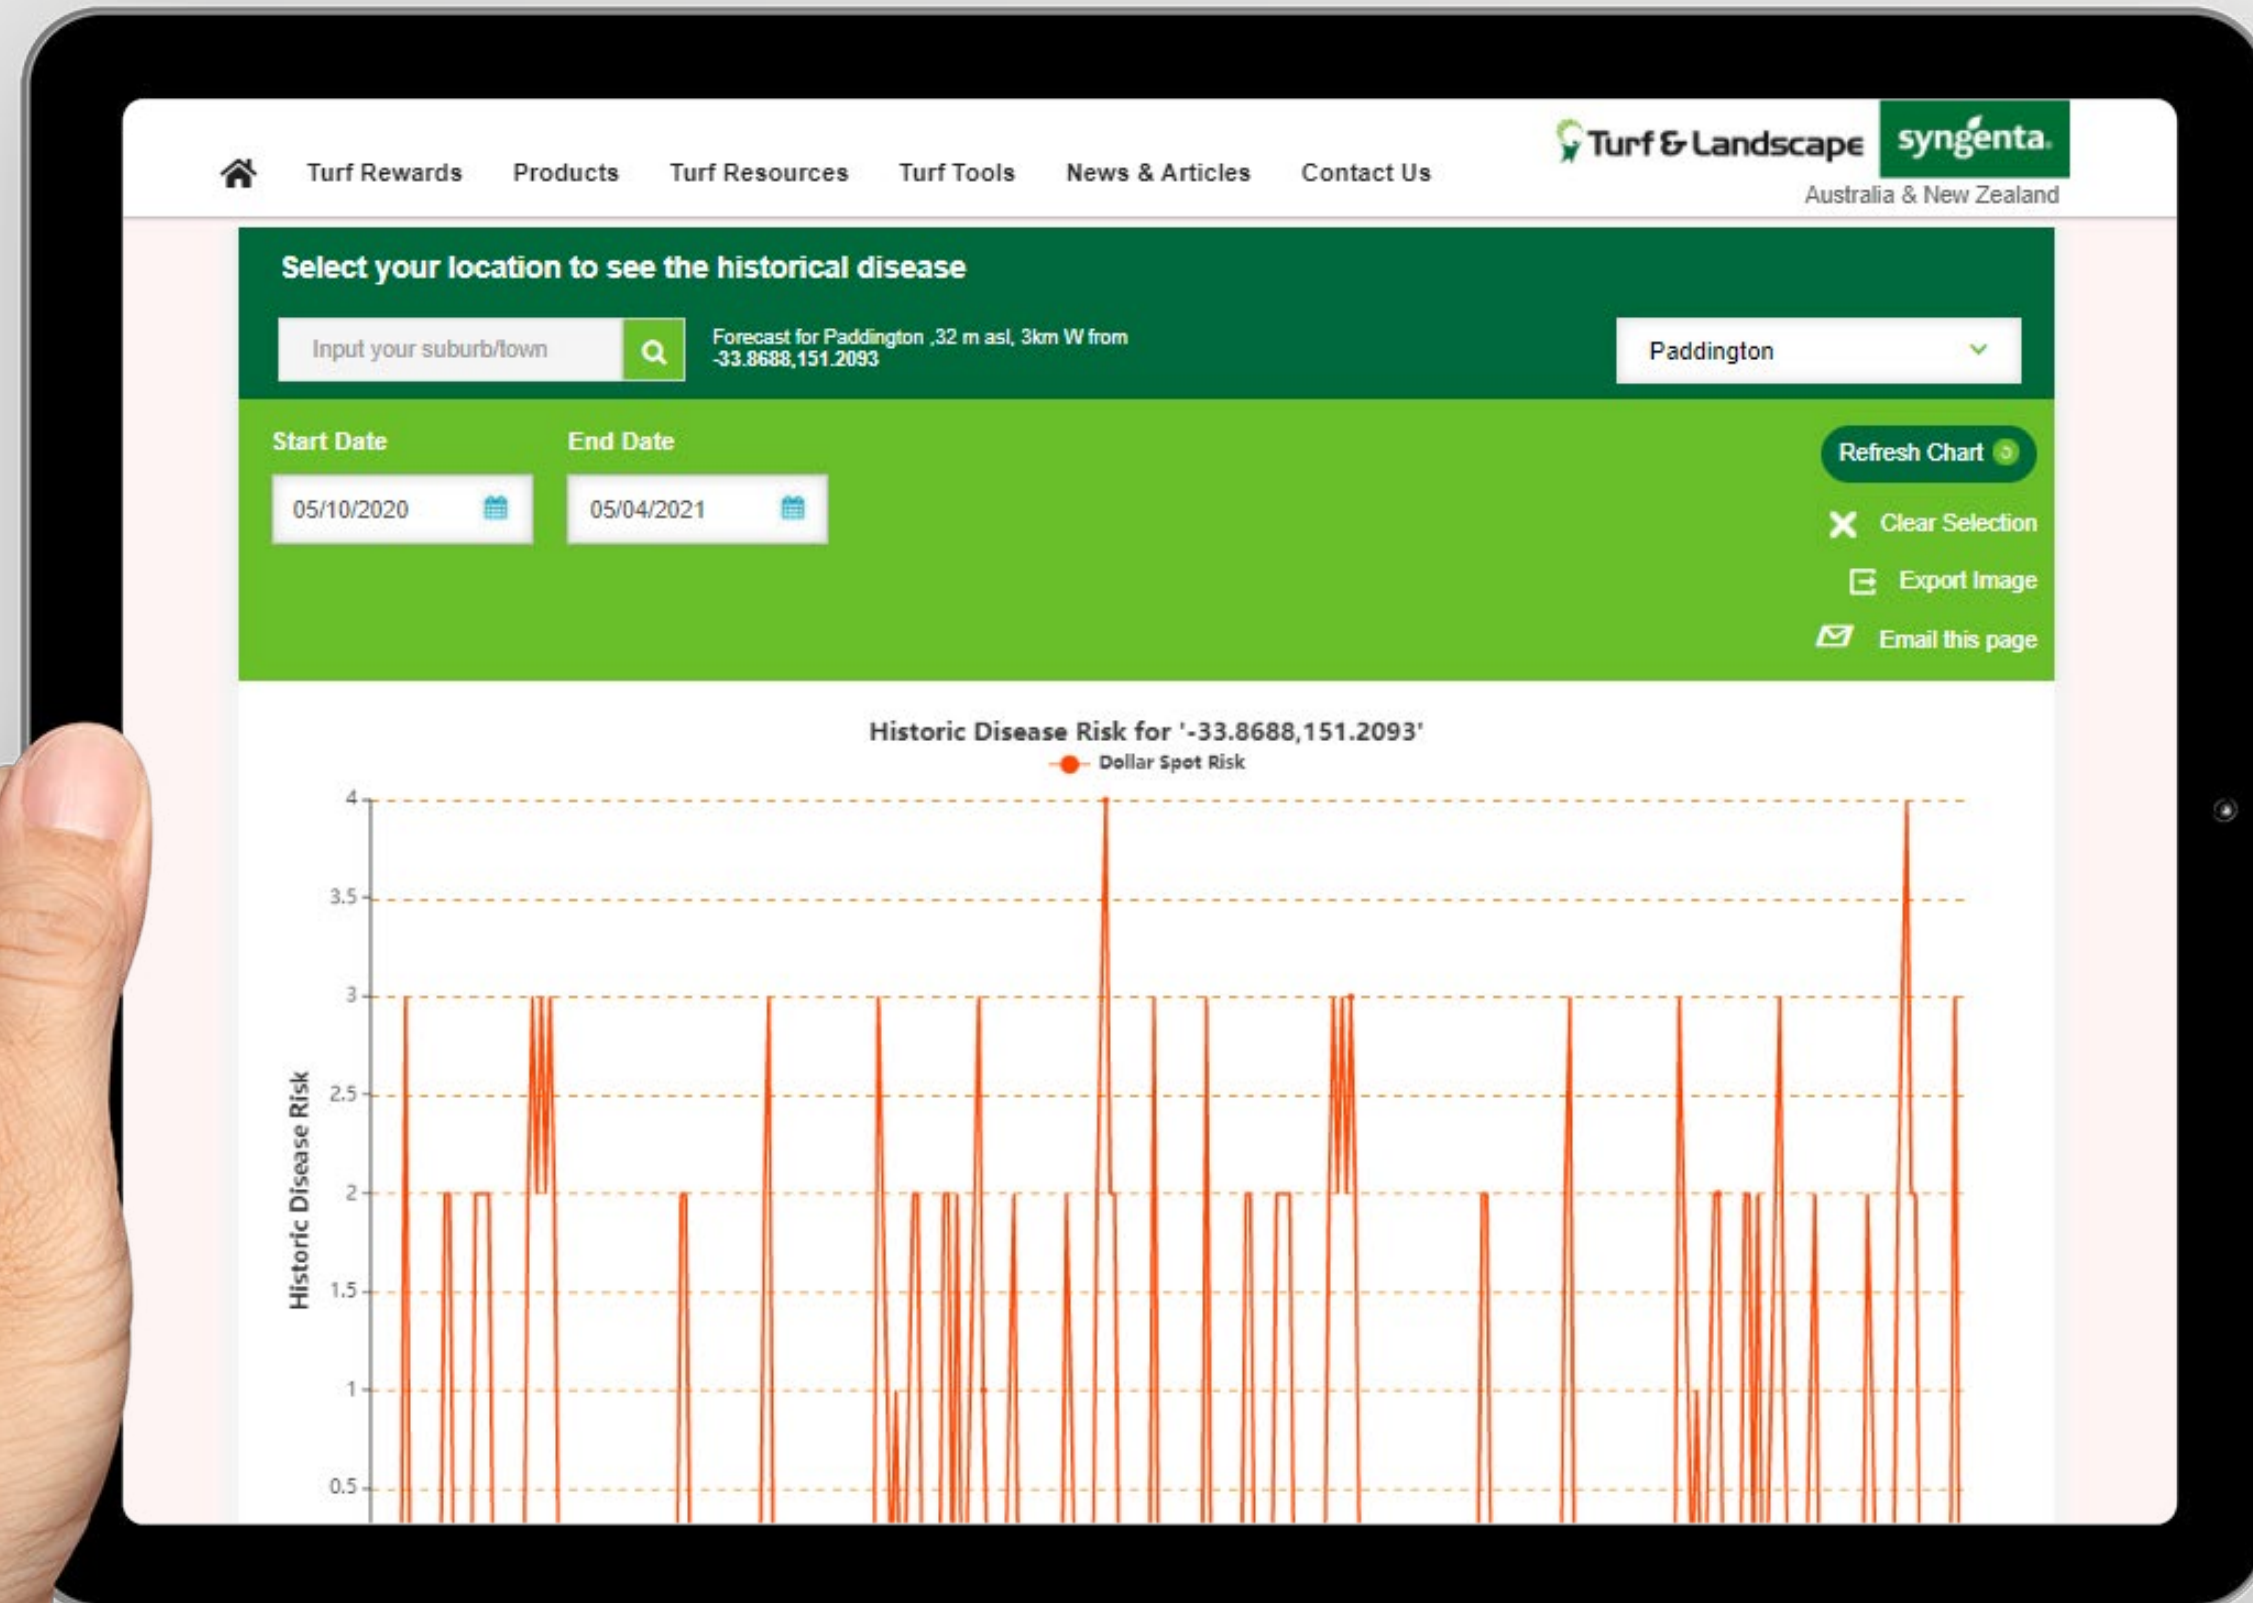 Turf Rewards
Products
Turf Resources
Turf Tools
News & Articles
Contact Us
Turf & Landscape
syngenta.
Australia & New Zealand
Select your location to see the historical disease
Input your suburb/town
Forecast for Paddington ,32 m asl, 3km W from
-33.8688,151.2093
Paddington
Start Date
End Date
05/10/2020
05/04/2021
Refresh Chart
Clear Selection
Export Image
Email this page
Historic Disease Risk for '-33.8688,151.2093'
Dollar Spot Risk
Historic Disease Risk
4
3.5
3
2.5
2
1.5
1
0.5